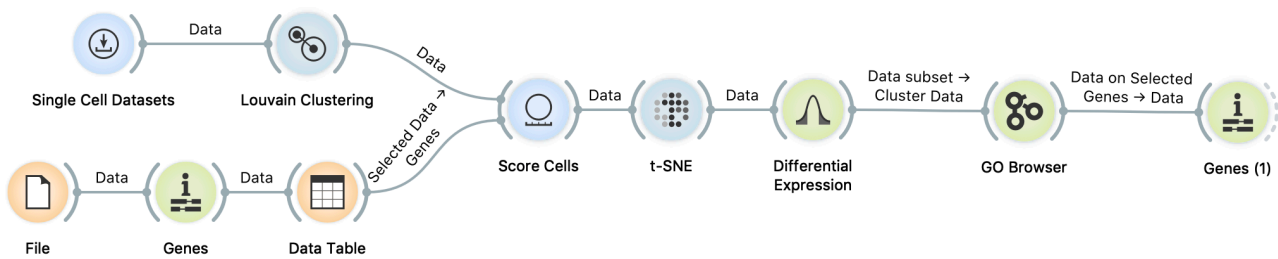 Data
Single Cell Datasets
Louvain Clustering
Data
Selected Data →
Genes
Score Cells
Data
t-SNE
Data
Differential
Expression
Data subset →
Cluster Data
GO Browser
Data on Selected
Genes → Data
i
Genes (1)
File
Data
i
Genes
Data
Data Table